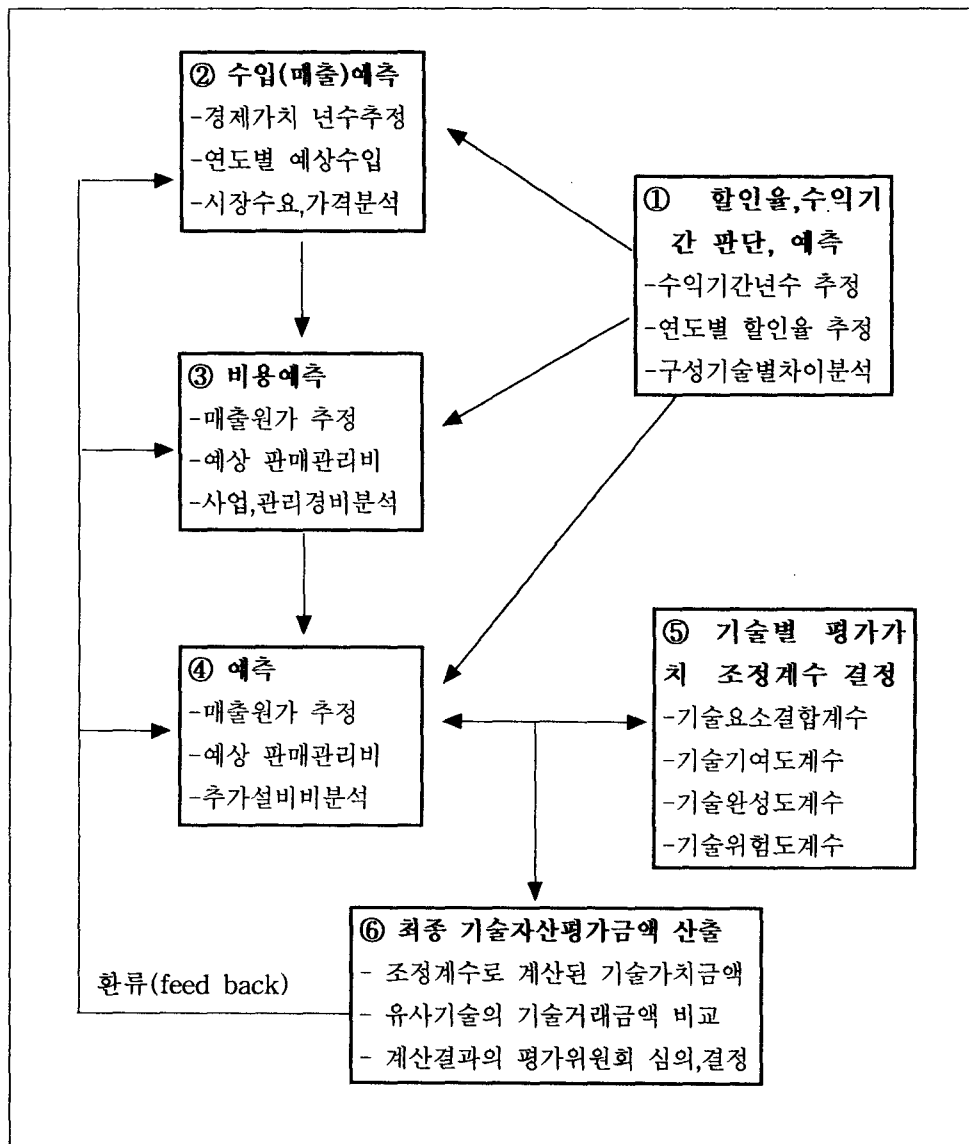 ② 수입(매출)예측
-경제가치 년수추정
-연도별 예상수입
-시장수요,가격분석
① 할인율,수익기
간 판단, 예측
-수익기간년수 추정
-연도별 할인율 추정
-구성기술별차이분석
③ 비용예측
-매출원가 추정
-예상 판매관리비
-사업,관리경비분석
④ 예측
-매출원가 추정
-예상 판매관리비
-추가설비비분석
⑤ 기술별 평가가
치 조정계수 결정
-기술요소결합계수
-기술기여도계수
-기술완성도계수
-기술위험도계수
⑥ 최종 기술자산평가금액 산출
- 조정계수로 계산된 기술가치금액
- 유사기술의 기술거래금액 비교
- 계산결과의 평가위원회 심의,결정
환류(feed back)